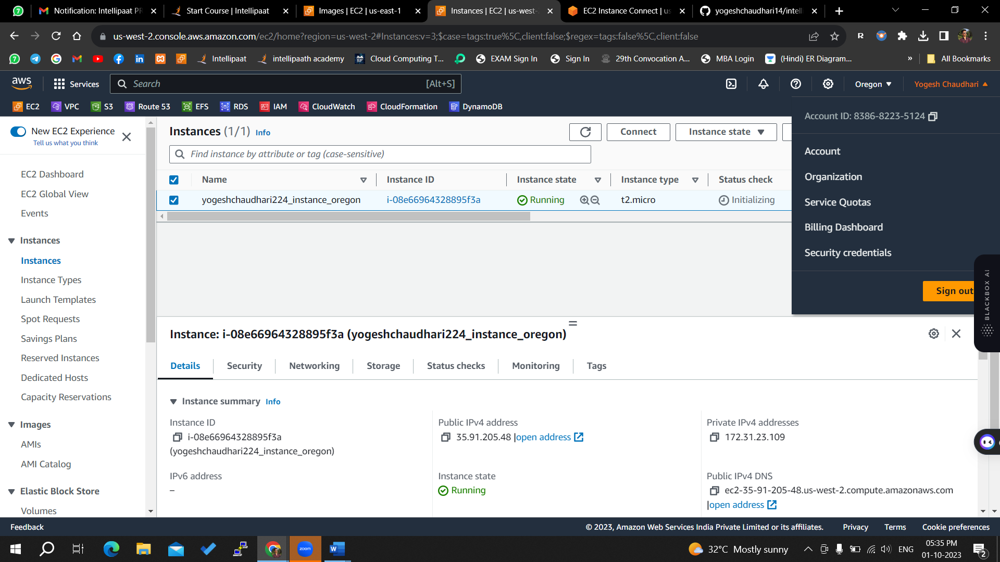 Notification: Intellipaat PR
Start Course | Intellipaat
Images | EC2 | us-east-1
Instances | EC2 | us-west-
EC2 Instance Connect | us
yogeshchaudhari14/intelli
us-west-2.console.aws.amazon.com/ec2/home?region=us-west-2#Instances:v=3;$case=tags:true%5C,client:false;$regex=tags:false%5C,client:false
Intellipaat
intellipaath academy
Cloud Computing T...
EXAM Sign In
Sign In
29th Convocation A...
MBA Login
(Hindi) ER Diagram...
»
All Bookmarks
aws
Services
Search
[Alt+S]
Oregon
Yogesh Chaudhari
EC2
VPC
S3
Route 53
EFS
RDS
IAM
CloudWatch
CloudFormation
DynamoDB
Account ID: 8386-8223-5124
Account
Organization
Service Quotas
Billing Dashboard
Security credentials
Sign out
BLACKBOX AI
New EC2 Experience
Tell us what you think
EC2 Dashboard
EC2 Global View
Events
Instances
Instances
Instance Types
Launch Templates
Spot Requests
Savings Plans
Reserved Instances
Dedicated Hosts
Capacity Reservations
Images
AMIs
AMI Catalog
Elastic Block Store
Volumes
Instances (1/1) Info
Connect
Instance state
Find instance by attribute or tag (case-sensitive)
Name
Instance ID
Instance state
Instance type
Status check
yogeshchaudhari224_instance_oregon
i-08e66964328895f3a
Running
t2.micro
Initializing
Instance: i-08e66964328895f3a (yogeshchaudhari224_instance_oregon)
Details
Security
Networking
Storage
Status checks
Monitoring
Tags
Instance summary Info
Instance ID
i-08e66964328895f3a
(yogeshchaudhari224_instance_oregon)
Public IPv4 address
35.91.205.48 |open address
Private IPv4 addresses
172.31.23.109
IPv6 address
–
Instance state
Running
Public IPv4 DNS
ec2-35-91-205-48.us-west-2.compute.amazonaws.com
|open address
Feedback
© 2023, Amazon Web Services India Private Limited or its affiliates.
Privacy
Terms
Cookie preferences
zoom
32°C Mostly sunny
ENG
05:35 PM
01-10-2023
2